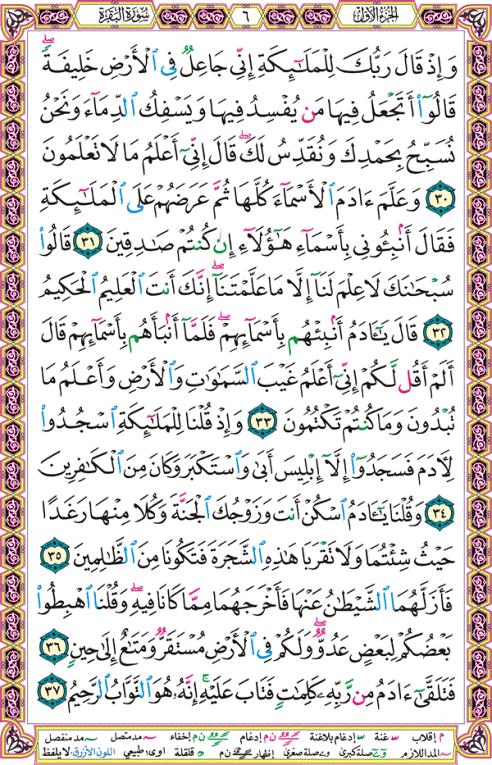 الجزء الأول
٦
سورة البقرة
وَإِذْ قَالَ رَبُّكَ لِلْمَلَٰٓئِكَةِ إِنِّى جَاعِلٌ فِى ٱلْأَرْضِ خَلِيفَةً ۖ
قَالُوٓا۟ أَتَجْعَلُ فِيهَا مَن يُفْسِدُ فِيهَا وَيَسْفِكُ ٱلدِّمَآءَ وَنَحْنُ
نُسَبِّحُ بِحَمْدِكَ وَنُقَدِّسُ لَكَ ۖ قَالَ إِنِّىٓ أَعْلَمُ مَا لَا تَعْلَمُونَ
٣٠ وَعَلَّمَ ءَادَمَ ٱلْأَسْمَآءَ كُلَّهَا ثُمَّ عَرَضَهُمْ عَلَى ٱلْمَلَٰٓئِكَةِ
فَقَالَ أَنۢبِـُٔونِى بِأَسْمَآءِ هَٰٓؤُلَآءِ إِن كُنتُمْ صَٰدِقِينَ ٣١ قَالُوا۟
سُبْحَٰنَكَ لَا عِلْمَ لَنَآ إِلَّا مَا عَلَّمْتَنَآ ۖ إِنَّكَ أَنتَ ٱلْعَلِيمُ ٱلْحَكِيمُ
٣٢ قَالَ يَٰٓـَٔادَمُ أَنۢبِئْهُم بِأَسْمَآئِهِمْ ۖ فَلَمَّآ أَنۢبَأَهُم بِأَسْمَآئِهِمْ قَالَ
أَلَمْ أَقُل لَّكُمْ إِنِّىٓ أَعْلَمُ غَيْبَ ٱلسَّمَٰوَٰتِ وَٱلْأَرْضِ وَأَعْلَمُ مَا
تُبْدُونَ وَمَا كُنتُمْ تَكْتُمُونَ ٣٣ وَإِذْ قُلْنَا لِلْمَلَٰٓئِكَةِ ٱسْجُدُوا۟
لِـَٔادَمَ فَسَجَدُوٓا۟ إِلَّآ إِبْلِيسَ أَبَىٰ وَٱسْتَكْبَرَ وَكَانَ مِنَ ٱلْكَٰفِرِينَ
٣٤ وَقُلْنَا يَٰٓـَٔادَمُ ٱسْكُنْ أَنتَ وَزَوْجُكَ ٱلْجَنَّةَ وَكُلَا مِنْهَا رَغَدًا
حَيْثُ شِئْتُمَا وَلَا تَقْرَبَا هَٰذِهِ ٱلشَّجَرَةَ فَتَكُونَا مِنَ ٱلظَّٰلِمِينَ ٣٥
فَأَزَلَّهُمَا ٱلشَّيْطَٰنُ عَنْهَا فَأَخْرَجَهُمَا مِمَّا كَانَا فِيهِ ۖ وَقُلْنَا ٱهْبِطُوا۟
بَعْضُكُمْ لِبَعْضٍ عَدُوٌّ ۖ وَلَكُمْ فِى ٱلْأَرْضِ مُسْتَقَرٌّ وَمَتَٰعٌ إِلَىٰ حِينٍ ٣٦
فَتَلَقَّىٰٓ ءَادَمُ مِن رَّبِّهِۦ كَلِمَٰتٍ فَتَابَ عَلَيْهِ ۚ إِنَّهُۥ هُوَ ٱلتَّوَّابُ ٱلرَّحِيمُ ٣٧
م إقلاب س غنة س إدغام بلاغنة ن م إدغام ن م إخفاء مد متصل مد منفصل
المد اللازم صلة كبرى وصلة صغرى إظهار ن م قلقلة اوى: طبيعي اللون الأزرق: لا يلفظ